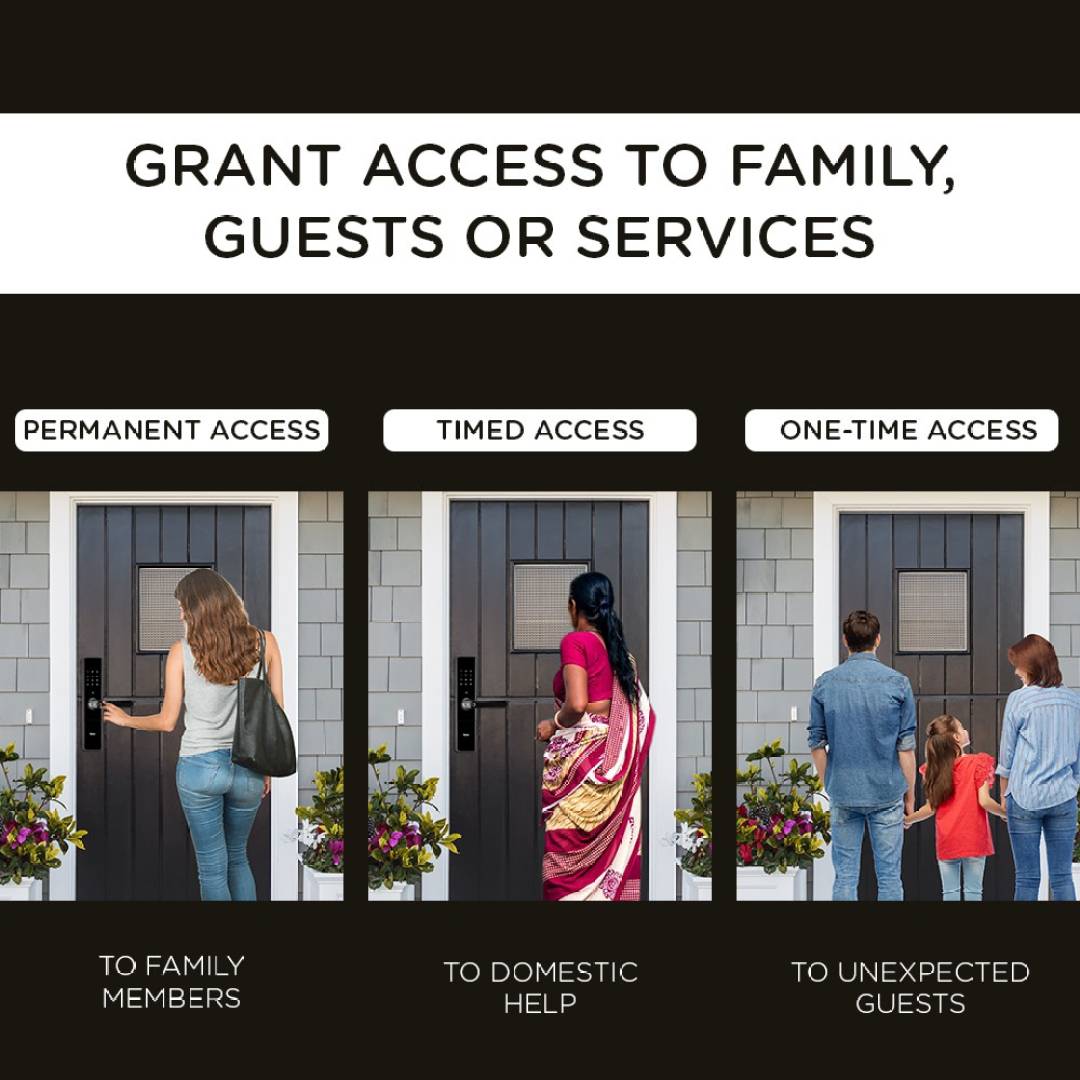 GRANT ACCESS TO FAMILY,
GUESTS OR SERVICES
PERMANENT ACCESS
TIMED ACCESS
ONE-TIME ACCESS
TO FAMILY
MEMBERS
TO DOMESTIC
HELP
TO UNEXPECTED
GUESTS